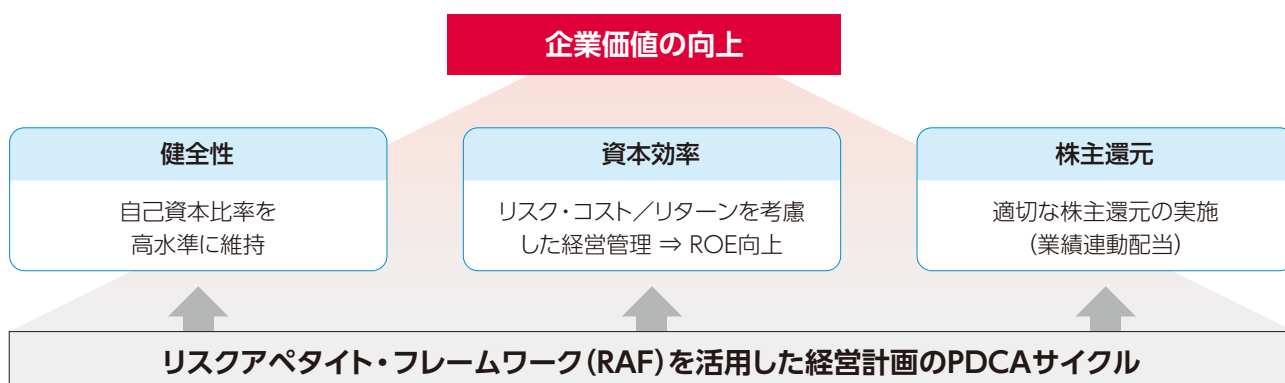 企業価値の向上
健全性
自己資本比率を
高水準に維持
資本効率
リスク・コスト／リターンを考慮
した経営管理 ⇒ ROE向上
株主還元
適切な株主還元の実施
（業績連動配当）
リスクアペタイト・フレームワーク（RAF）を活用した経営計画のPDCAサイクル